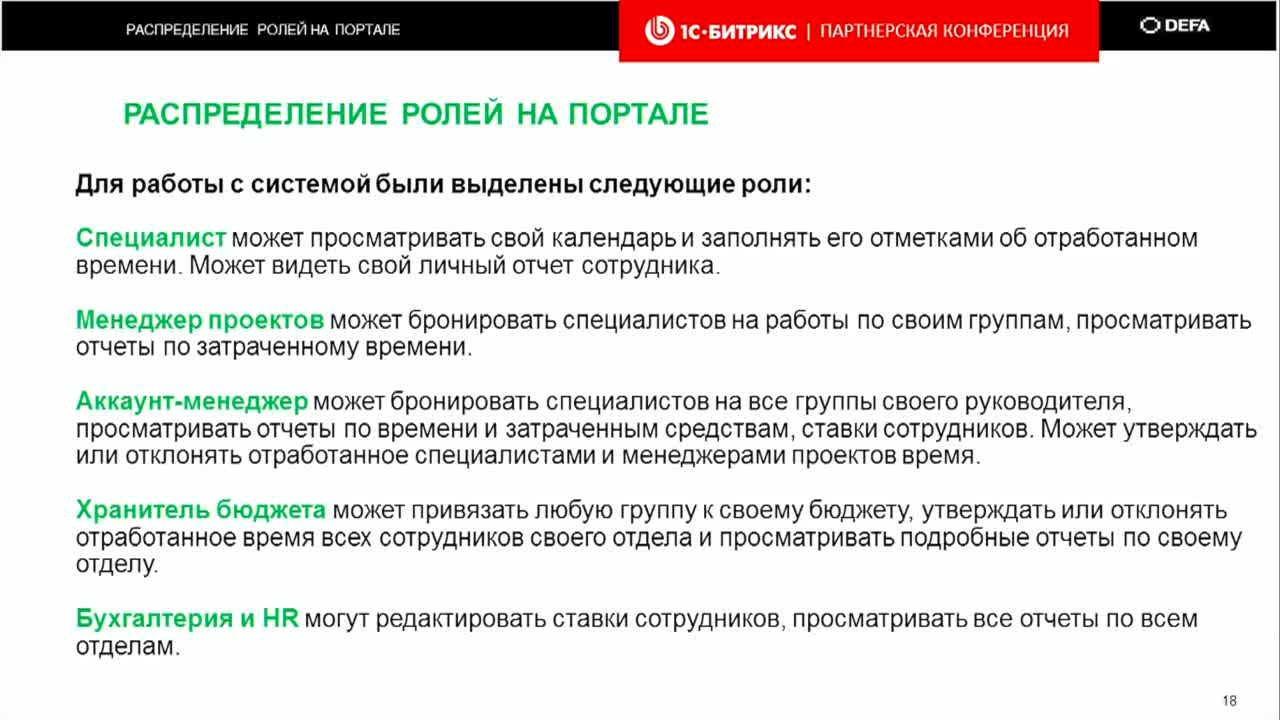 РАСПРЕДЕЛЕНИЕ РОЛЕЙ НА ПОРТАЛЕ
1С-БИТРИКС | ПАРТНЕРСКАЯ КОНФЕРЕНЦИЯ
DEFA
РАСПРЕДЕЛЕНИЕ РОЛЕЙ НА ПОРТАЛЕ
Для работы с системой были выделены следующие роли:
Специалист может просматривать свой календарь и заполнять его отметками об отработанном
времени. Может видеть свой личный отчет сотрудника.
Менеджер проектов может бронировать специалистов на работы по своим группам, просматривать
отчеты по затраченному времени.
Аккаунт-менеджер может бронировать специалистов на все группы своего руководителя,
просматривать отчеты по времени и затраченным средствам, ставки сотрудников. Может утверждать
или отклонять отработанное специалистами и менеджерами проектов время.
Хранитель бюджета может привязать любую группу к своему бюджету, утверждать или отклонять
отработанное время всех сотрудников своего отдела и просматривать подробные отчеты по своему
отделу.
Бухгалтерия и HR могут редактировать ставки сотрудников, просматривать все отчеты по всем
отделам.
18